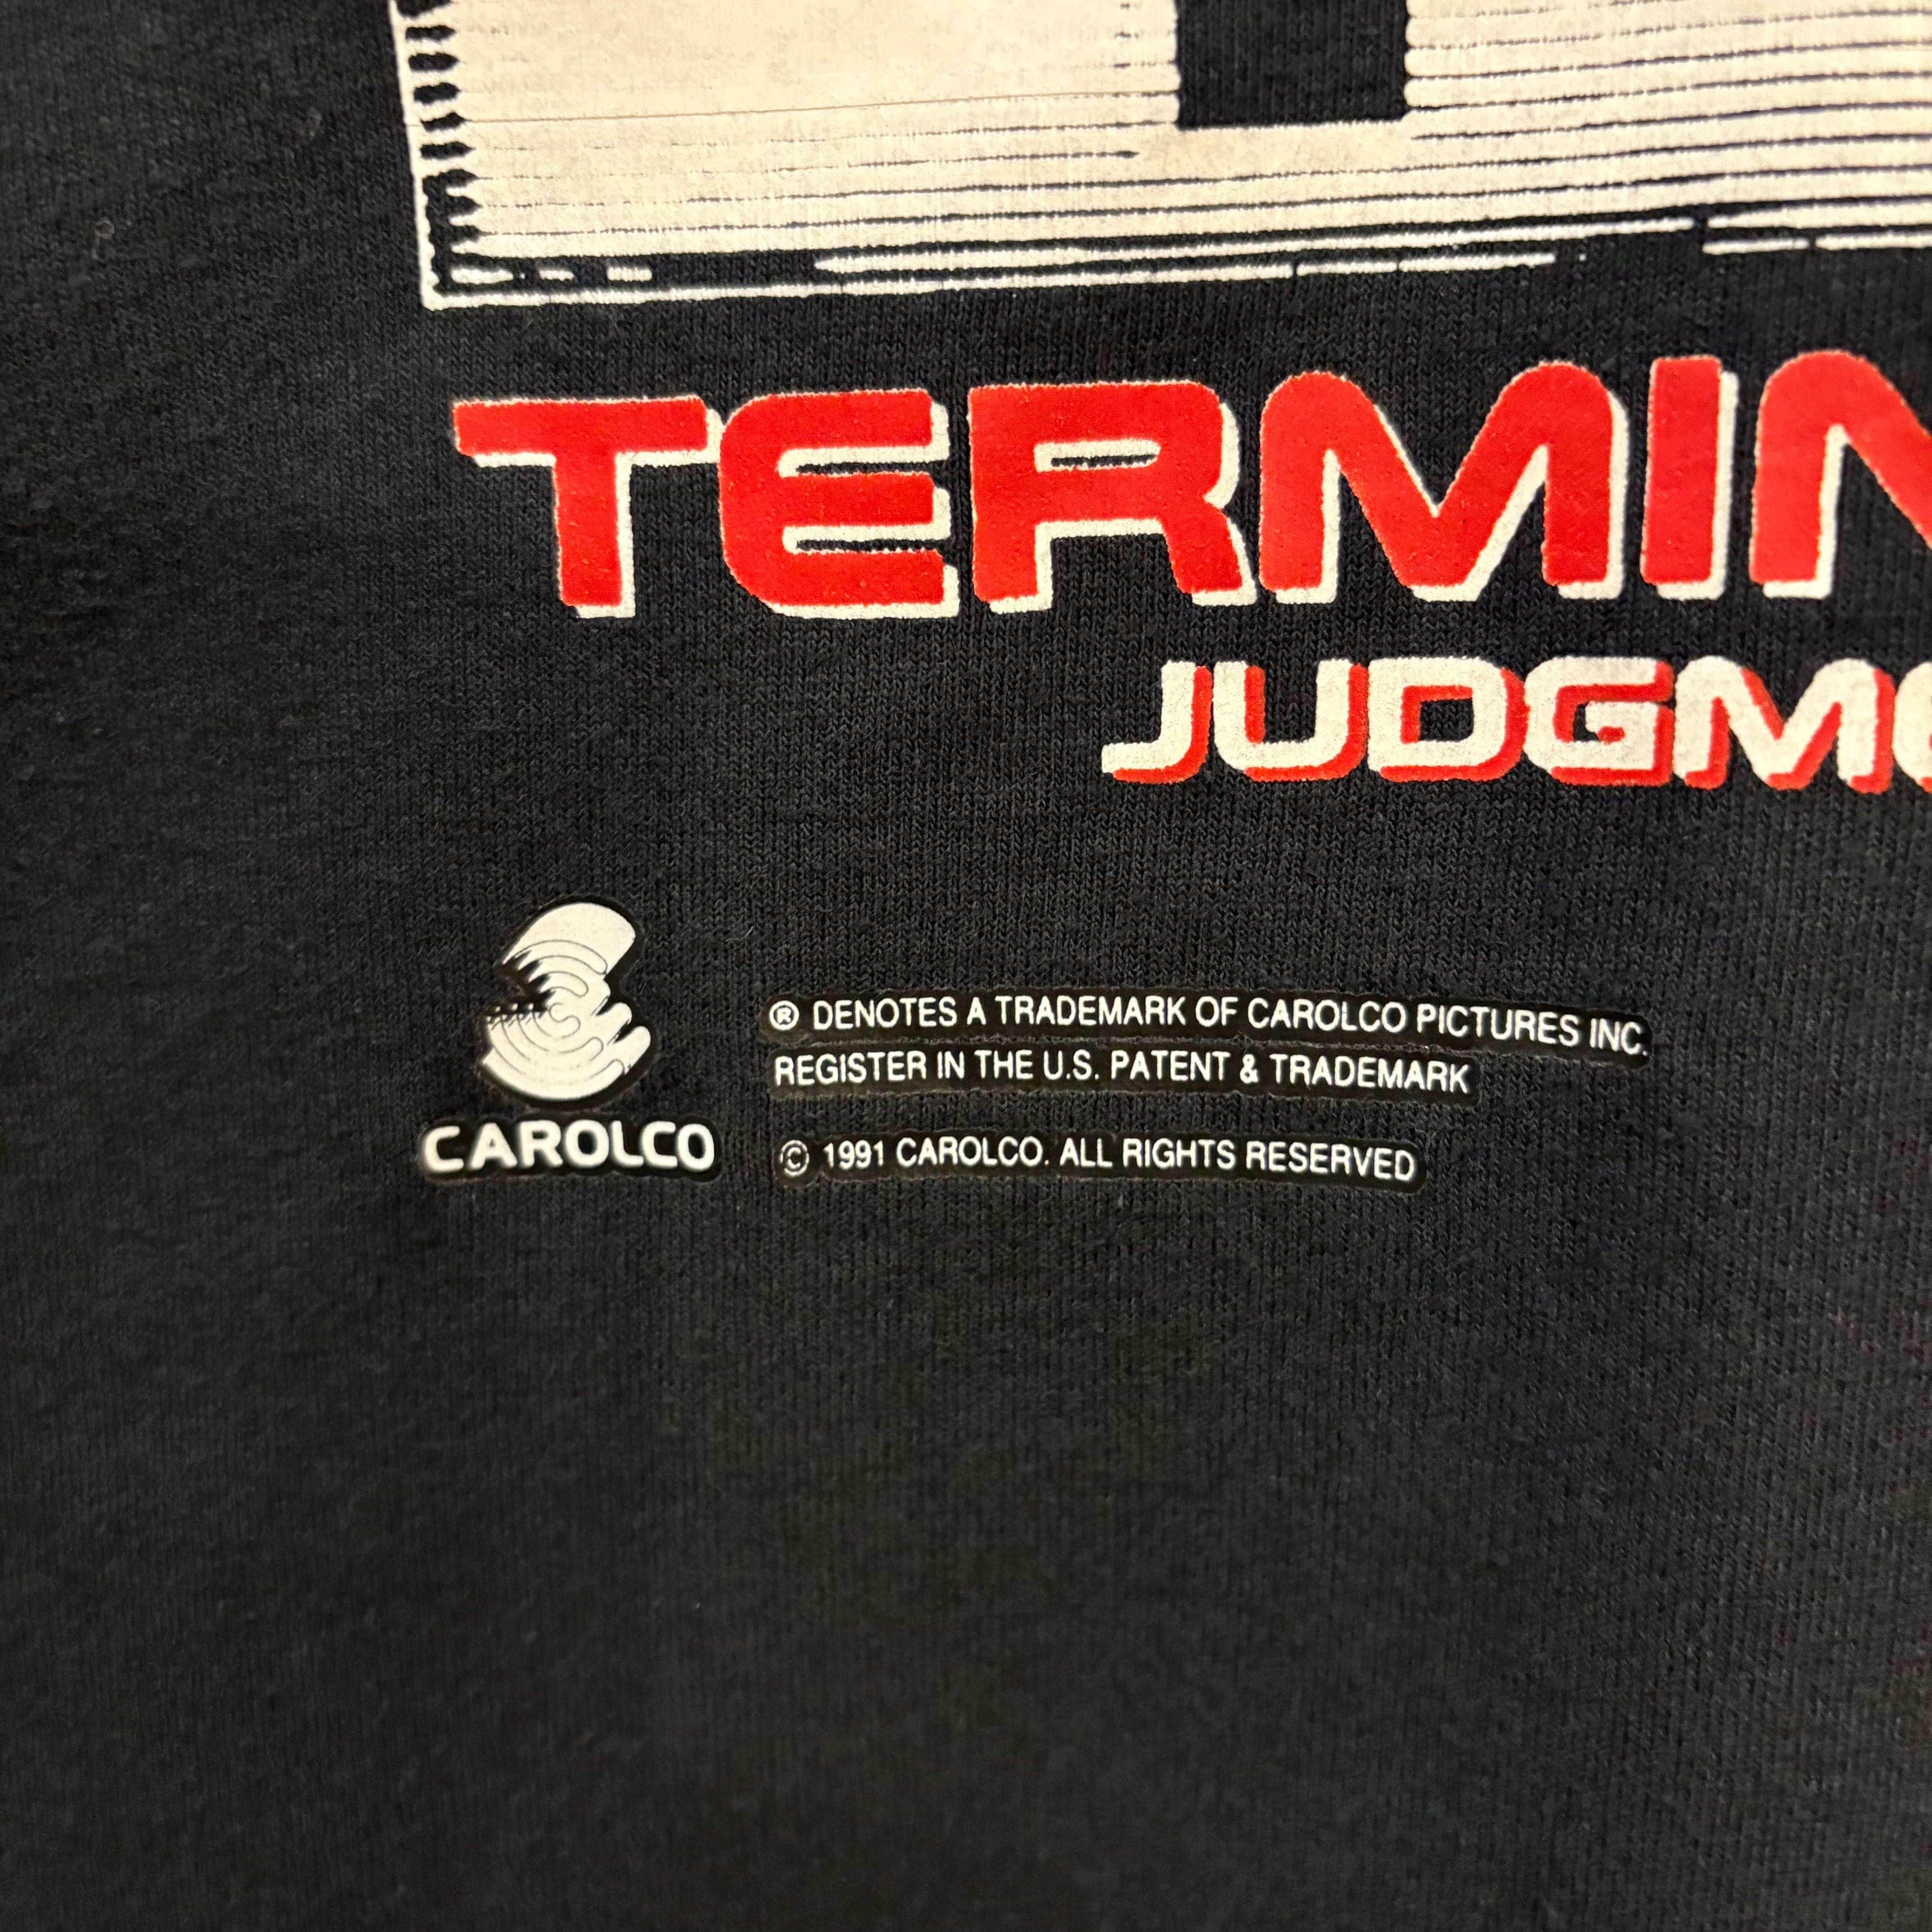 TERMIN
JUDGM
CAROLCO
® DENOTES A TRADEMARK OF CAROLCO PICTURES INC.
REGISTER IN THE U.S. PATENT & TRADEMARK
© 1991 CAROLCO. ALL RIGHTS RESERVED